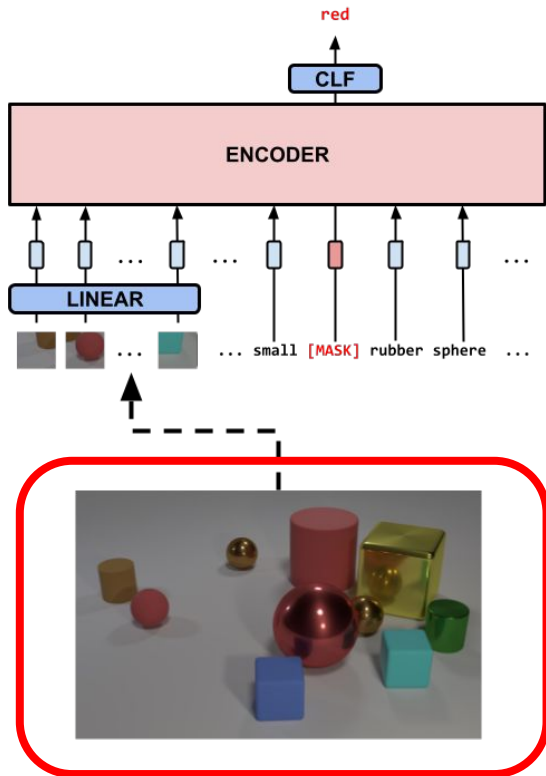 red
CLF
ENCODER
... ... ...
LINEAR
... ... small [MASK] rubber sphere ...